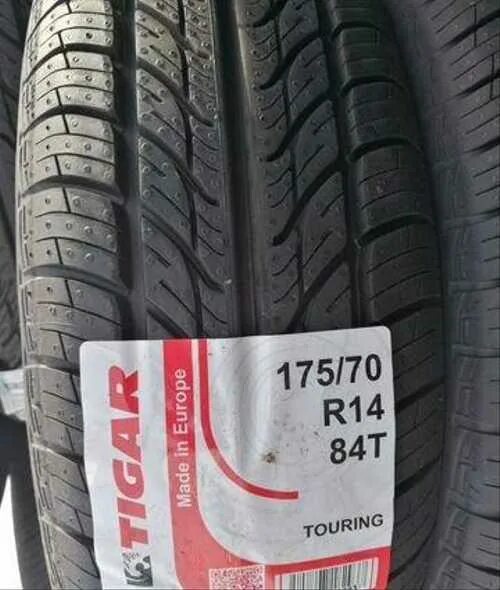 TIGAR
Made in Europe
175/70
R14
84T
TOURING